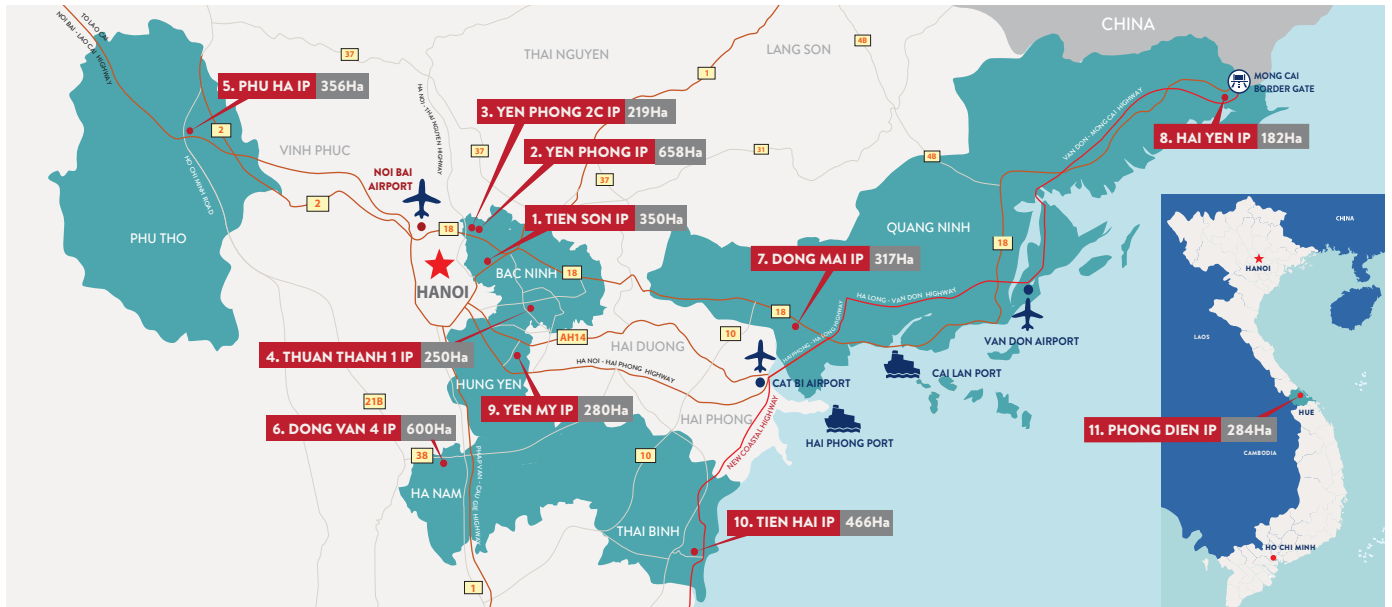 CHINA
TO LAO CAI
NOI BAI - LAO CAI HIGHWAY
37
THAI NGUYEN
LANG SON
4B
1
MONG CAI
BORDER GATE
5. PHU HA IP 356Ha
HA NOI - THAI NGUYEN HIGHWAY
3. YEN PHONG 2C IP 219Ha
VAN DON - MONG CAI HIGHWAY
2
8. HAI YEN IP 182Ha
VINH PHUC
37
2. YEN PHONG IP 658Ha
31
4B
HO CHI MINH ROAD
NOI BAI
AIRPORT
37
2
1. TIEN SON IP 350Ha
18
QUANG NINH
18
PHU THO
7. DONG MAI IP 317Ha
BAC NINH
18
HANOI
HA LONG - VAN DON HIGHWAY
18
10
AH14
HAI DUONG
HAI PHONG - HA LONG HIGHWAY
VAN DON AIRPORT
4. THUAN THANH 1 IP 250Ha
HA NOI - HAI PHONG HIGHWAY
CAI LAN PORT
HUNG YEN
CAT BI AIRPORT
21B
9. YEN MY IP 280Ha
HAI PHONG
HAI PHONG PORT
6. DONG VAN 4 IP 600Ha
NEW COASTAL HIGHWAY
38
10
PHAP VAN - CAU GIE HIGHWAY
HA NAM
THAI BINH
10. TIEN HAI IP 466Ha
1
CHINA
HANOI
LAOS
HUE
11. PHONG DIEN IP 284Ha
CAMBODIA
HO CHI MINH